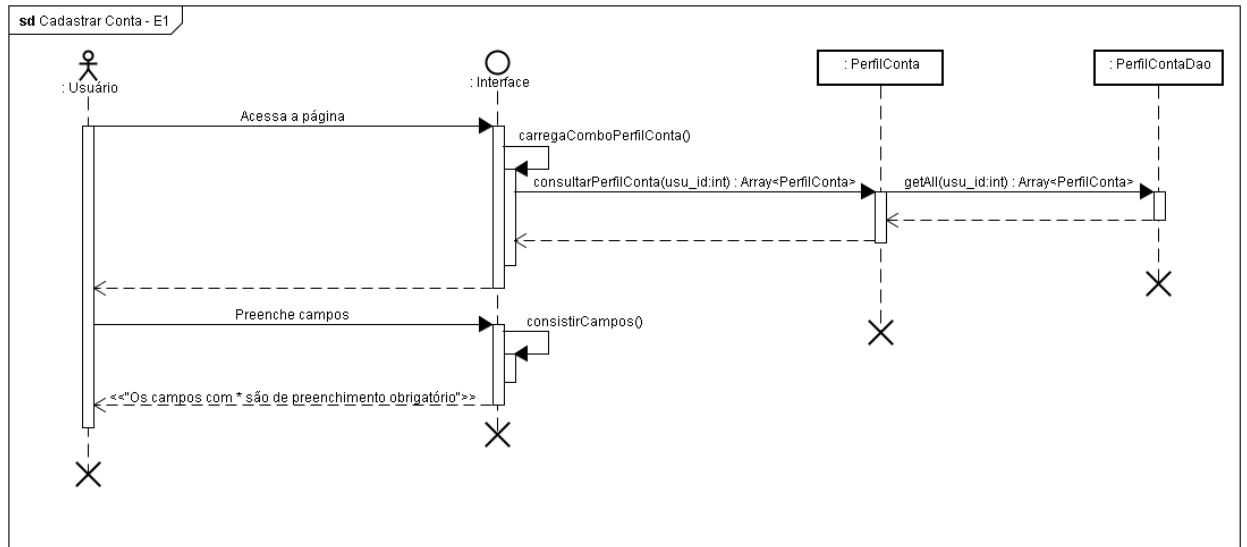 sd Cadastrar Conta - E1
: Usuário
: Interface
: PerfilConta
: PerfilContaDao
Acessa a página
carregaComboPerfilConta()
consultarPerfilConta(usu_id:int) : Array<PerfilConta>
getAll(usu_id:int) : Array<PerfilConta>
Preenche campos
consistirCampos()
<<"Os campos com * são de preenchimento obrigatório">>